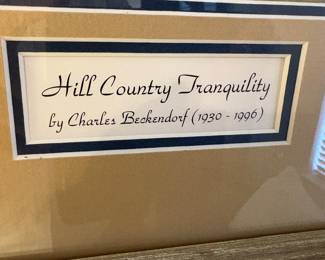 Hill Country Tranquility
by Charles Beckendorf (1930 - 1996)